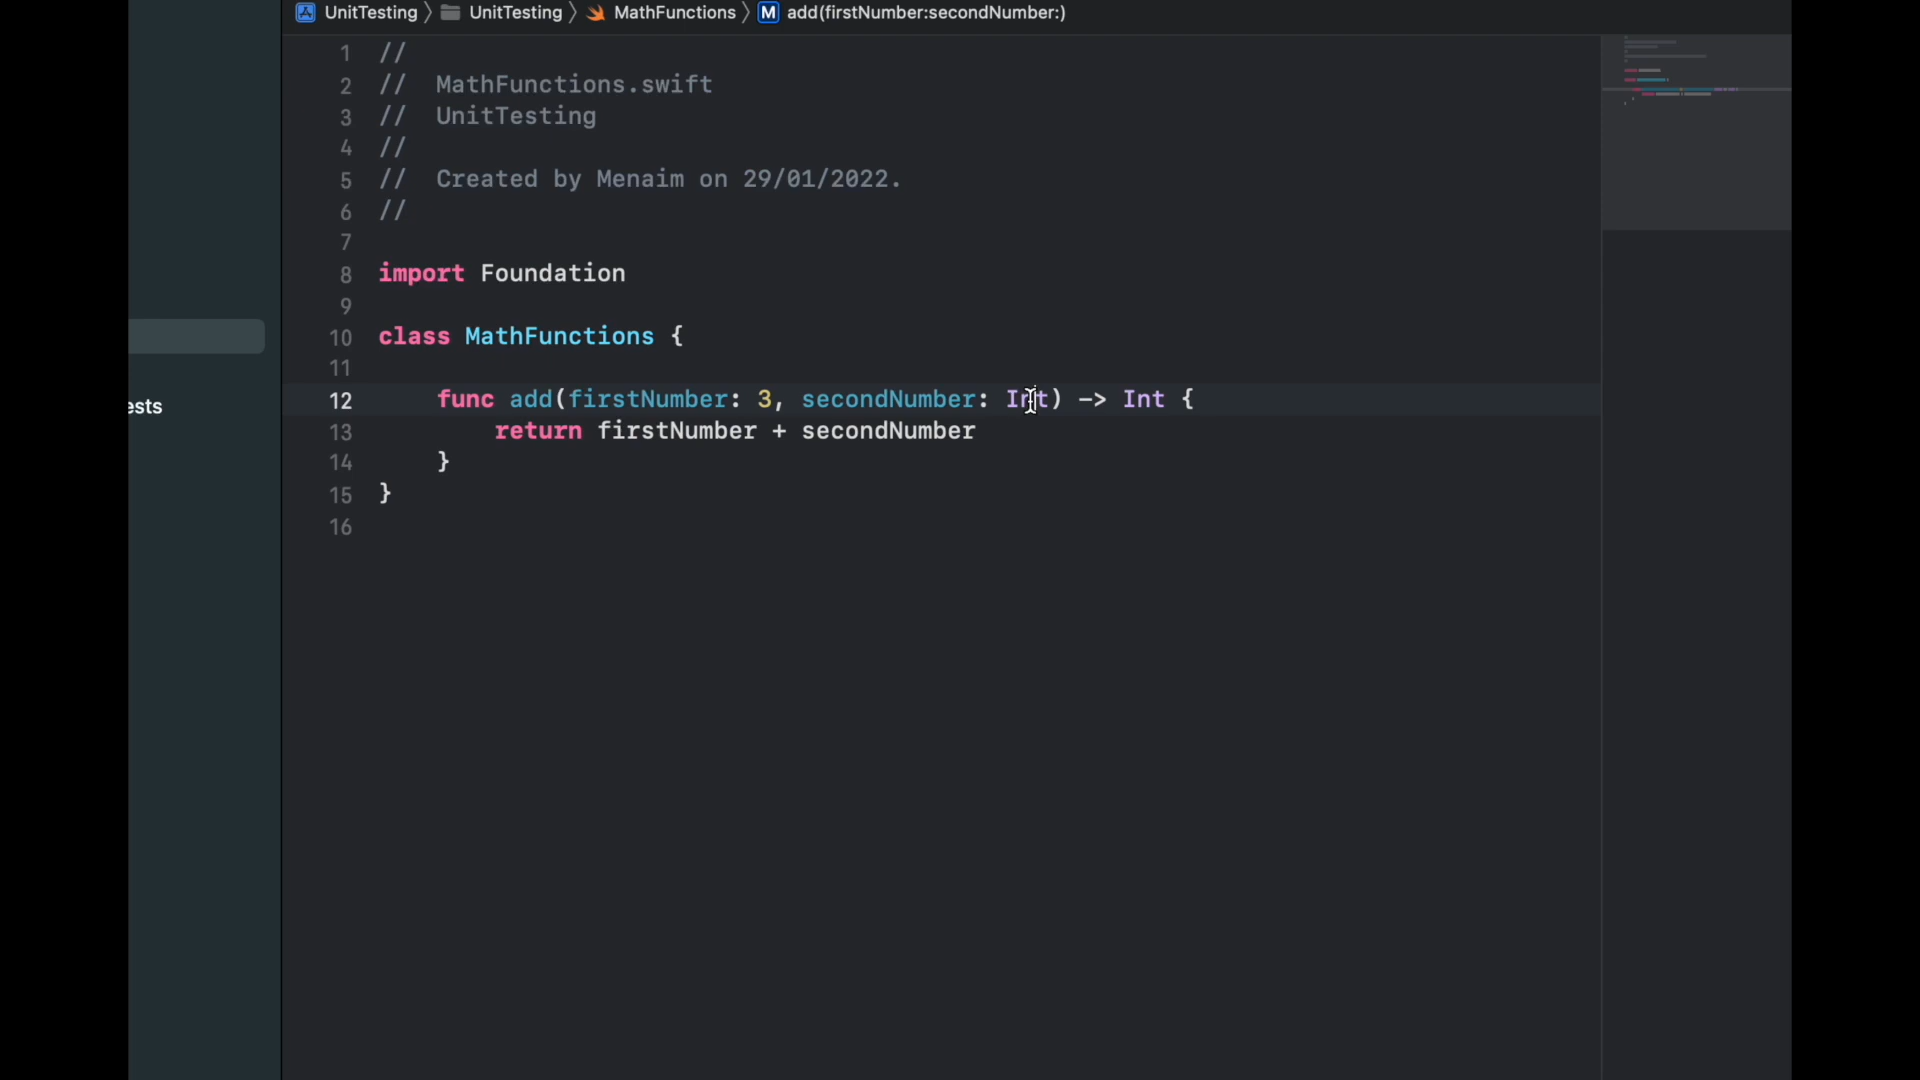 UnitTesting 〉 UnitTesting 〉 MathFunctions 〉 M add(firstNumber:secondNumber:)
1 //
2 //  MathFunctions.swift
3 //  UnitTesting
4 //
5 //  Created by Menaim on 29/01/2022.
6 //
7
8 import Foundation
9
10 class MathFunctions {
11
12     func add(firstNumber: 3, secondNumber: Int) -> Int {
ests
13         return firstNumber + secondNumber
14     }
15 }
16